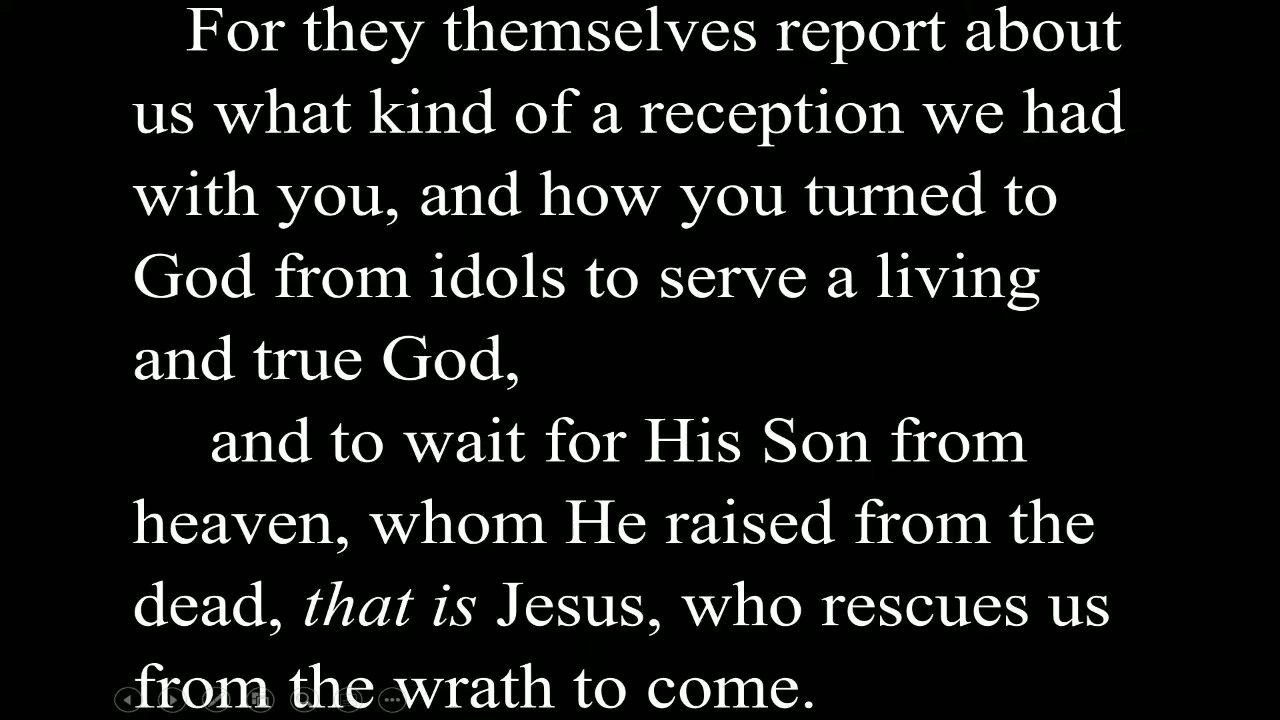 For they themselves report about
us what kind of a reception we had
with you, and how you turned to
God from idols to serve a living
and true God,
and to wait for His Son from
heaven, whom He raised from the
dead, that is Jesus, who rescues us
from the wrath to come.